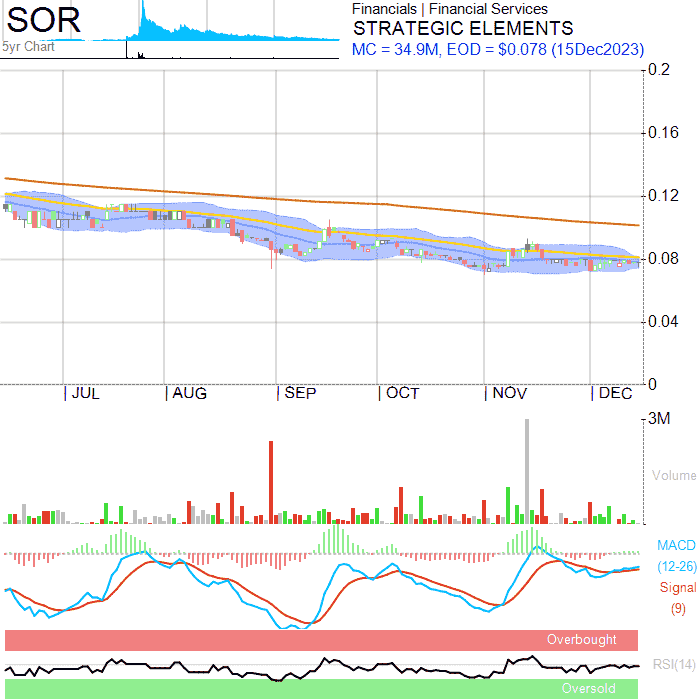 SOR
5yr Chart
Financials | Financial Services
STRATEGIC ELEMENTS
MC = 34.9M, EOD = $0.078 (15Dec2023)
0.2
0.16
0.12
0.08
0.04
0
JUL
AUG
SEP
OCT
NOV
DEC
3M
Volume
MACD
(12-26)
Signal
(9)
Overbought
RSI(14)
Oversold